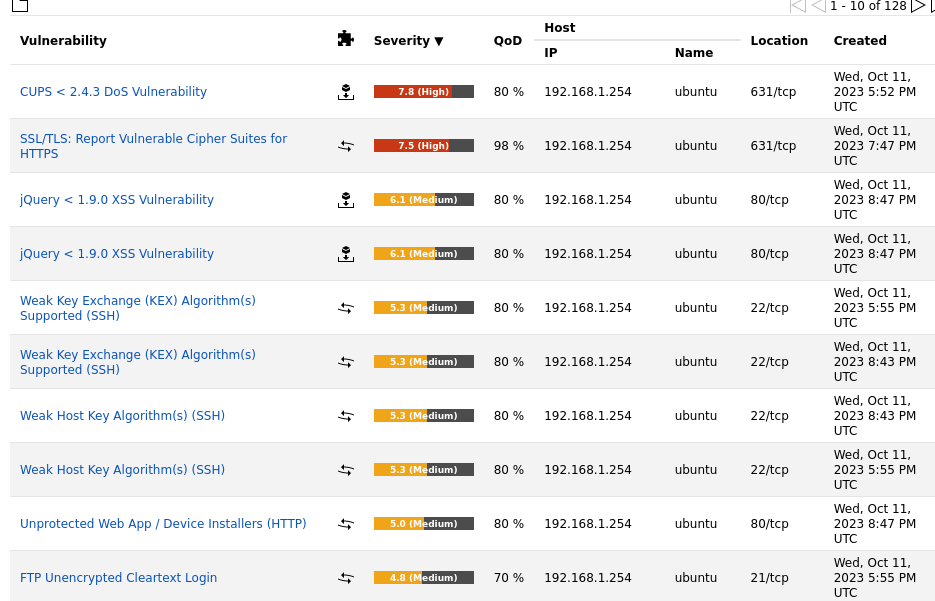 1 - 10 of 128
Vulnerability Severity ▼ QoD Host Location Created
IP Name
CUPS < 2.4.3 DoS Vulnerability 7.8 (High) 80 % 192.168.1.254 ubuntu 631/tcp Wed, Oct 11,
2023 5:52 PM
UTC
SSL/TLS: Report Vulnerable Cipher Suites for
HTTPS 7.5 (High) 98 % 192.168.1.254 ubuntu 631/tcp Wed, Oct 11,
2023 7:47 PM
UTC
jQuery < 1.9.0 XSS Vulnerability 6.1 (Medium) 80 % 192.168.1.254 ubuntu 80/tcp Wed, Oct 11,
2023 8:47 PM
UTC
jQuery < 1.9.0 XSS Vulnerability 6.1 (Medium) 80 % 192.168.1.254 ubuntu 80/tcp Wed, Oct 11,
2023 8:47 PM
UTC
Weak Key Exchange (KEX) Algorithm(s)
Supported (SSH) 5.3 (Medium) 80 % 192.168.1.254 ubuntu 22/tcp Wed, Oct 11,
2023 5:55 PM
UTC
Weak Key Exchange (KEX) Algorithm(s)
Supported (SSH) 5.3 (Medium) 80 % 192.168.1.254 ubuntu 22/tcp Wed, Oct 11,
2023 8:43 PM
UTC
Weak Host Key Algorithm(s) (SSH) 5.3 (Medium) 80 % 192.168.1.254 ubuntu 22/tcp Wed, Oct 11,
2023 8:43 PM
UTC
Weak Host Key Algorithm(s) (SSH) 5.3 (Medium) 80 % 192.168.1.254 ubuntu 22/tcp Wed, Oct 11,
2023 5:55 PM
UTC
Unprotected Web App / Device Installers (HTTP) 5.0 (Medium) 80 % 192.168.1.254 ubuntu 80/tcp Wed, Oct 11,
2023 8:47 PM
UTC
FTP Unencrypted Cleartext Login 4.8 (Medium) 70 % 192.168.1.254 ubuntu 21/tcp Wed, Oct 11,
2023 5:55 PM
UTC